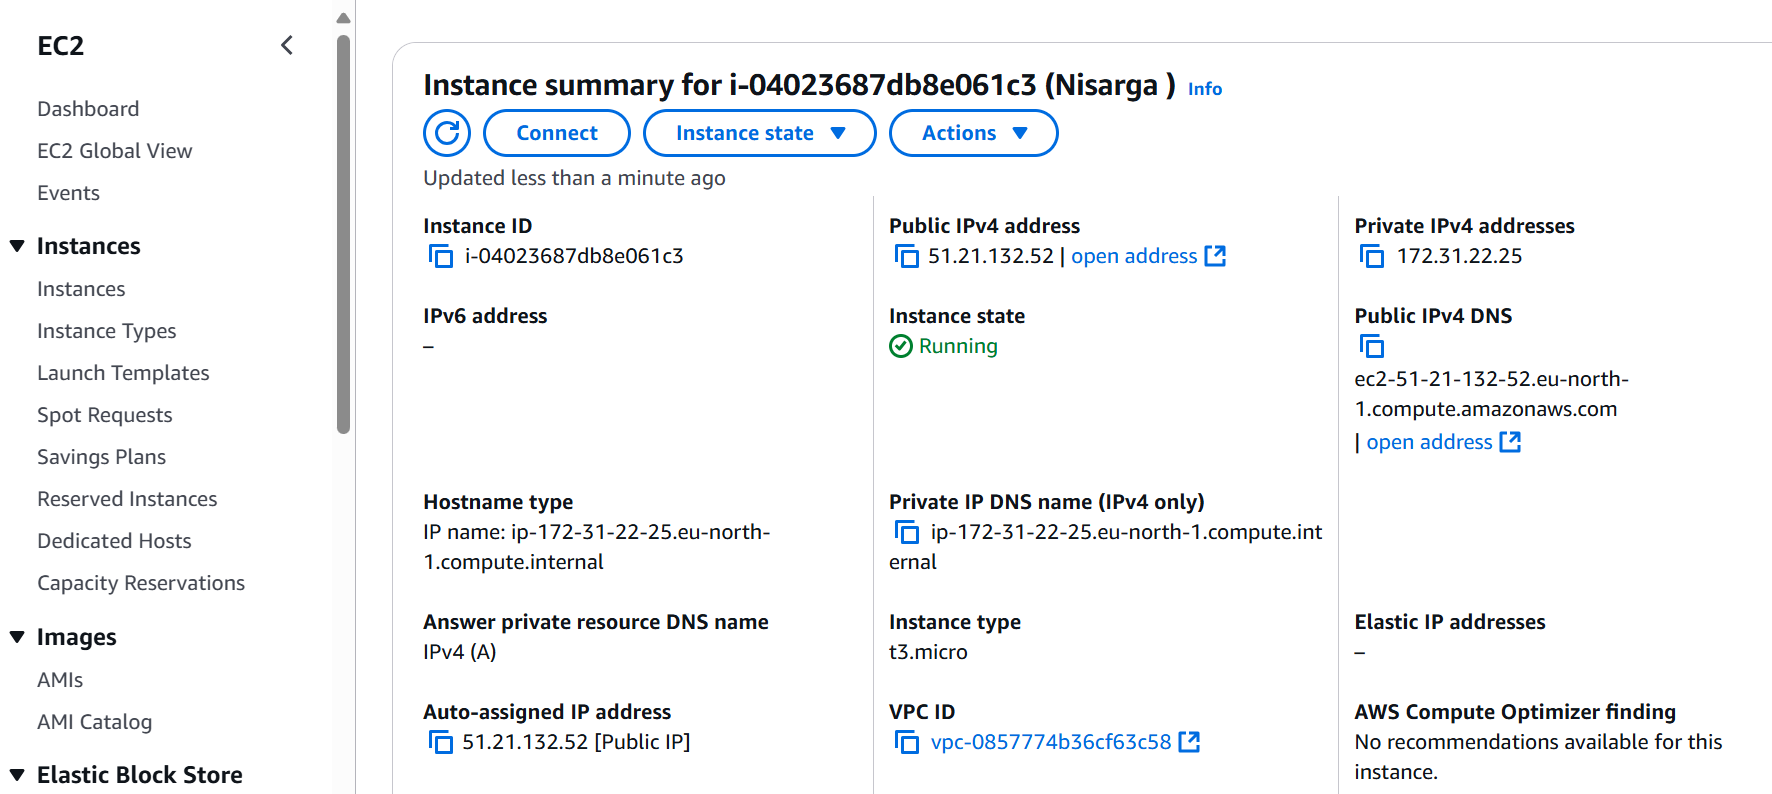 EC2
Dashboard
EC2 Global View
Events
Instances
Instances
Instance Types
Launch Templates
Spot Requests
Savings Plans
Reserved Instances
Dedicated Hosts
Capacity Reservations
Images
AMIs
AMI Catalog
Elastic Block Store
Instance summary for i-04023687db8e061c3 (Nisarga ) Info
Connect
Instance state
Actions
Updated less than a minute ago
Instance ID
i-04023687db8e061c3
Public IPv4 address
51.21.132.52 | open address
Private IPv4 addresses
172.31.22.25
IPv6 address
–
Instance state
Running
Public IPv4 DNS
ec2-51-21-132-52.eu-north-
1.compute.amazonaws.com
| open address
Hostname type
IP name: ip-172-31-22-25.eu-north-
1.compute.internal
Private IP DNS name (IPv4 only)
ip-172-31-22-25.eu-north-1.compute.int
ernal
Answer private resource DNS name
IPv4 (A)
Instance type
t3.micro
Elastic IP addresses
–
Auto-assigned IP address
51.21.132.52 [Public IP]
VPC ID
vpc-0857774b36cf63c58
AWS Compute Optimizer finding
No recommendations available for this
instance.